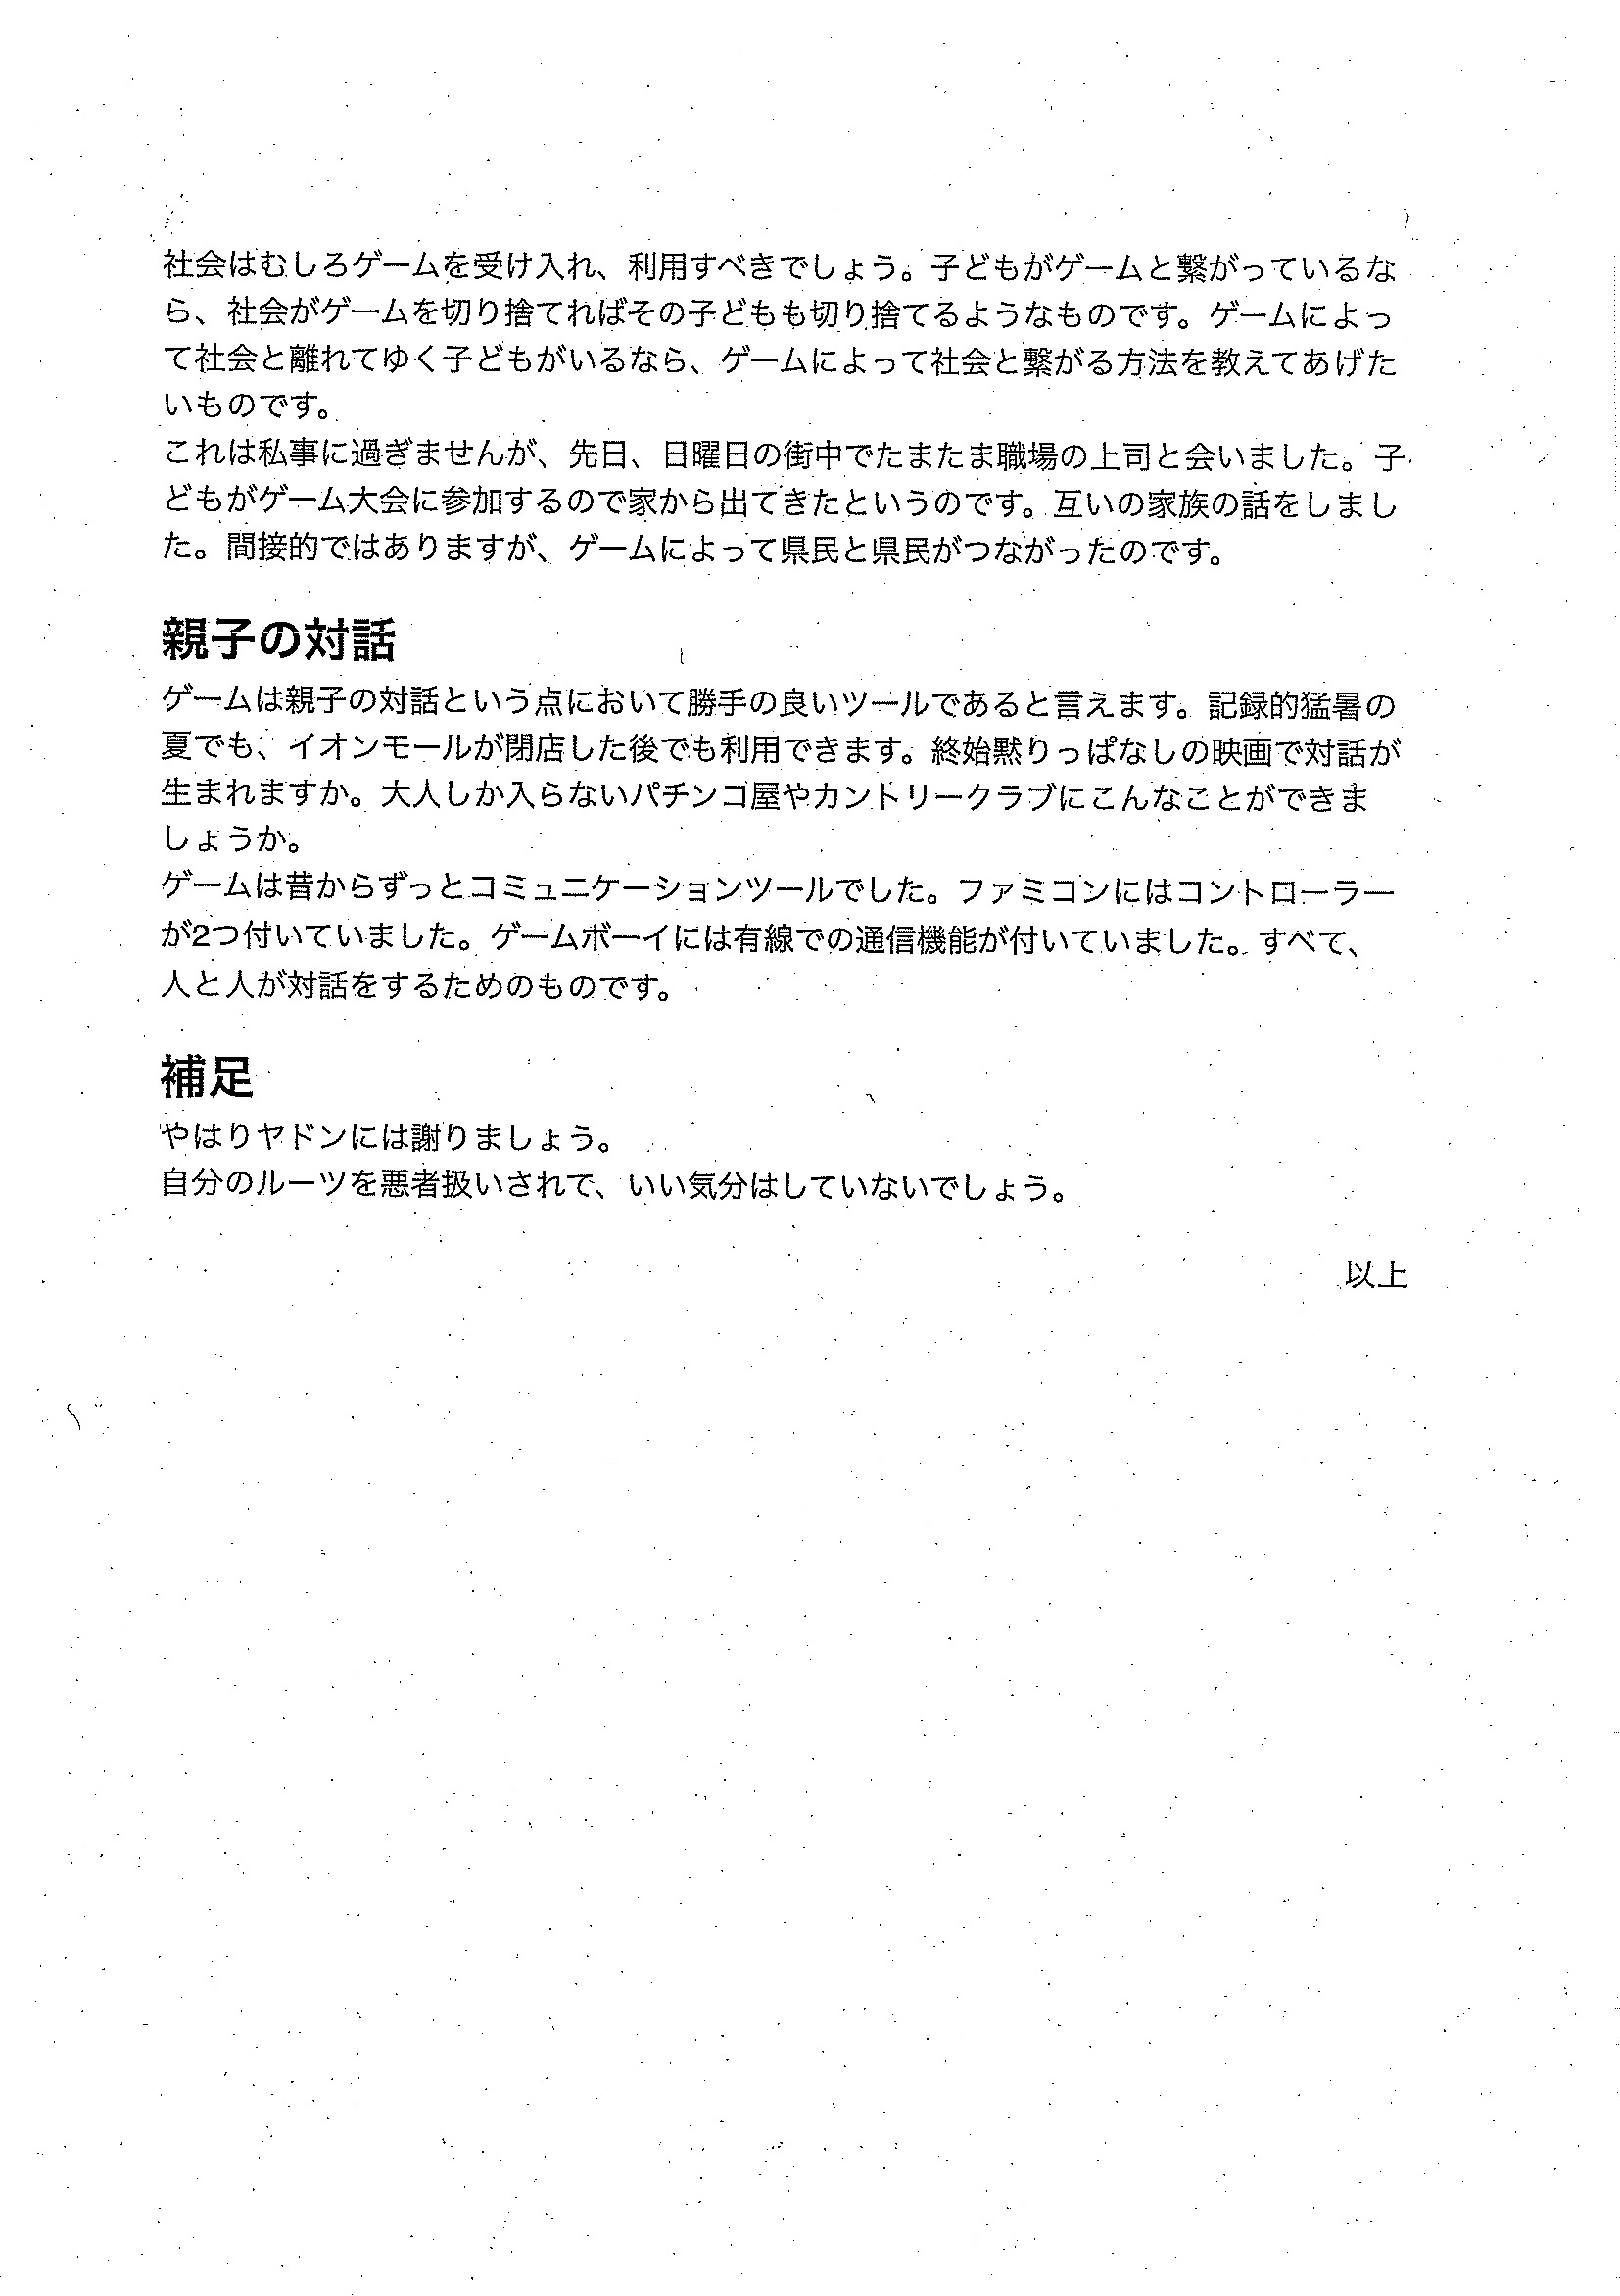 社会はむしろゲームを受け入れ、利用すべきでしょう。子どもがゲームと繋がっているな
ら、社会がゲームを切り捨てればその子どもも切り捨てるようなものです。ゲームによっ
て社会と離れてゆく子どもがいるなら、ゲームによって社会と繋がる方法を教えてあげた
いものです。
これは私事に過ぎませんが、先日、日曜日の街中でたまたま職場の上司と会いました。子
どもがゲーム大会に参加するので家から出てきたというのです。互いの家族の話をしまし
た。間接的ではありますが、ゲームによって県民と県民がつながったのです。
親子の対話
ゲームは親子の対話という点において勝手の良いツールであると言えます。記録的猛暑の
夏でも、イオンモールが閉店した後でも利用できます。終始黙りっぱなしの映画で対話が
生まれますか。大人しか入らないパチンコ屋やカントリークラブにこんなことができま
しょうか。
ゲームは昔からずっとコミュニケーションツールでした。ファミコンにはコントローラー
が2つ付いていました。ゲームボーイには有線での通信機能が付いていました。すべて、
人と人が対話をするためのものです。
補足
やはりヤドンには謝りましょう。
自分のルーツを悪者扱いされて、いい気分はしていないでしょう。
以上